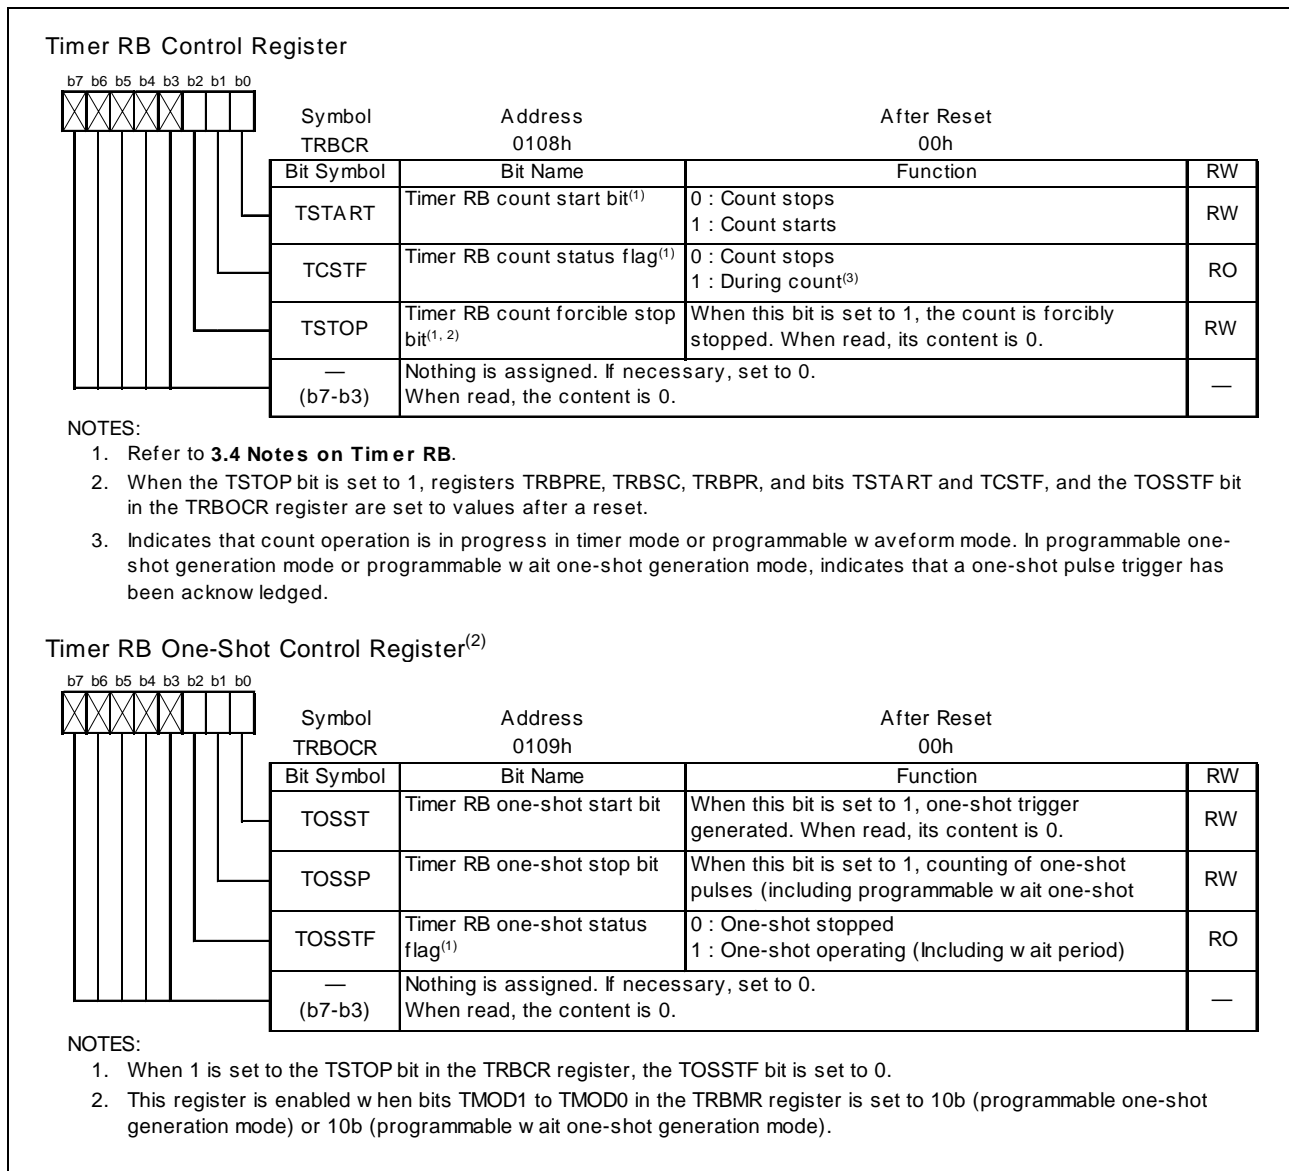 Timer RB Control Register
b7 b6 b5 b4 b3 b2 b1 b0
Symbol Address After Reset
TRBCR 0108h 00h
Bit Symbol Bit Name Function RW
TSTART Timer RB count start bit(1) 0 : Count stops RW
1 : Count starts
TCSTF Timer RB count status flag(1) 0 : Count stops RO
1 : During count(3)
TSTOP Timer RB count forcible stop When this bit is set to 1, the count is forcibly RW
bit(1, 2) stopped. When read, its content is 0.
— Nothing is assigned. If necessary, set to 0. —
(b7-b3) When read, the content is 0.
NOTES:
1. Refer to 3.4 Notes on Timer RB.
2. When the TSTOP bit is set to 1, registers TRBPRE, TRBSC, TRBPR, and bits TSTART and TCSTF, and the TOSSTF bit
in the TRBOCR register are set to values after a reset.
3. Indicates that count operation is in progress in timer mode or programmable waveform mode. In programmable one-
shot generation mode or programmable wait one-shot generation mode, indicates that a one-shot pulse trigger has
been acknowledged.
Timer RB One-Shot Control Register(2)
b7 b6 b5 b4 b3 b2 b1 b0
Symbol Address After Reset
TRBOCR 0109h 00h
Bit Symbol Bit Name Function RW
TOSST Timer RB one-shot start bit When this bit is set to 1, one-shot trigger RW
generated. When read, its content is 0.
TOSSP Timer RB one-shot stop bit When this bit is set to 1, counting of one-shot RW
pulses (including programmable wait one-shot
TOSSTF Timer RB one-shot status 0 : One-shot stopped RO
flag(1) 1 : One-shot operating (Including wait period)
— Nothing is assigned. If necessary, set to 0. —
(b7-b3) When read, the content is 0.
NOTES:
1. When 1 is set to the TSTOP bit in the TRBCR register, the TOSSTF bit is set to 0.
2. This register is enabled when bits TMOD1 to TMOD0 in the TRBMR register is set to 10b (programmable one-shot
generation mode) or 10b (programmable wait one-shot generation mode).